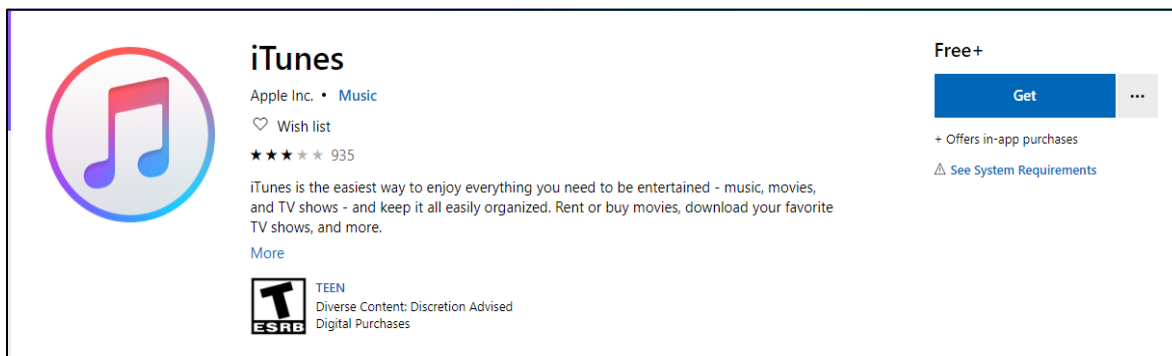 iTunes
Apple Inc. • Music
Wish list
935
iTunes is the easiest way to enjoy everything you need to be entertained - music, movies,
and TV shows - and keep it all easily organized. Rent or buy movies, download your favorite
TV shows, and more.
More
T
ESRB
TEEN
Diverse Content: Discretion Advised
Digital Purchases
Free+
Get
...
+ Offers in-app purchases
See System Requirements